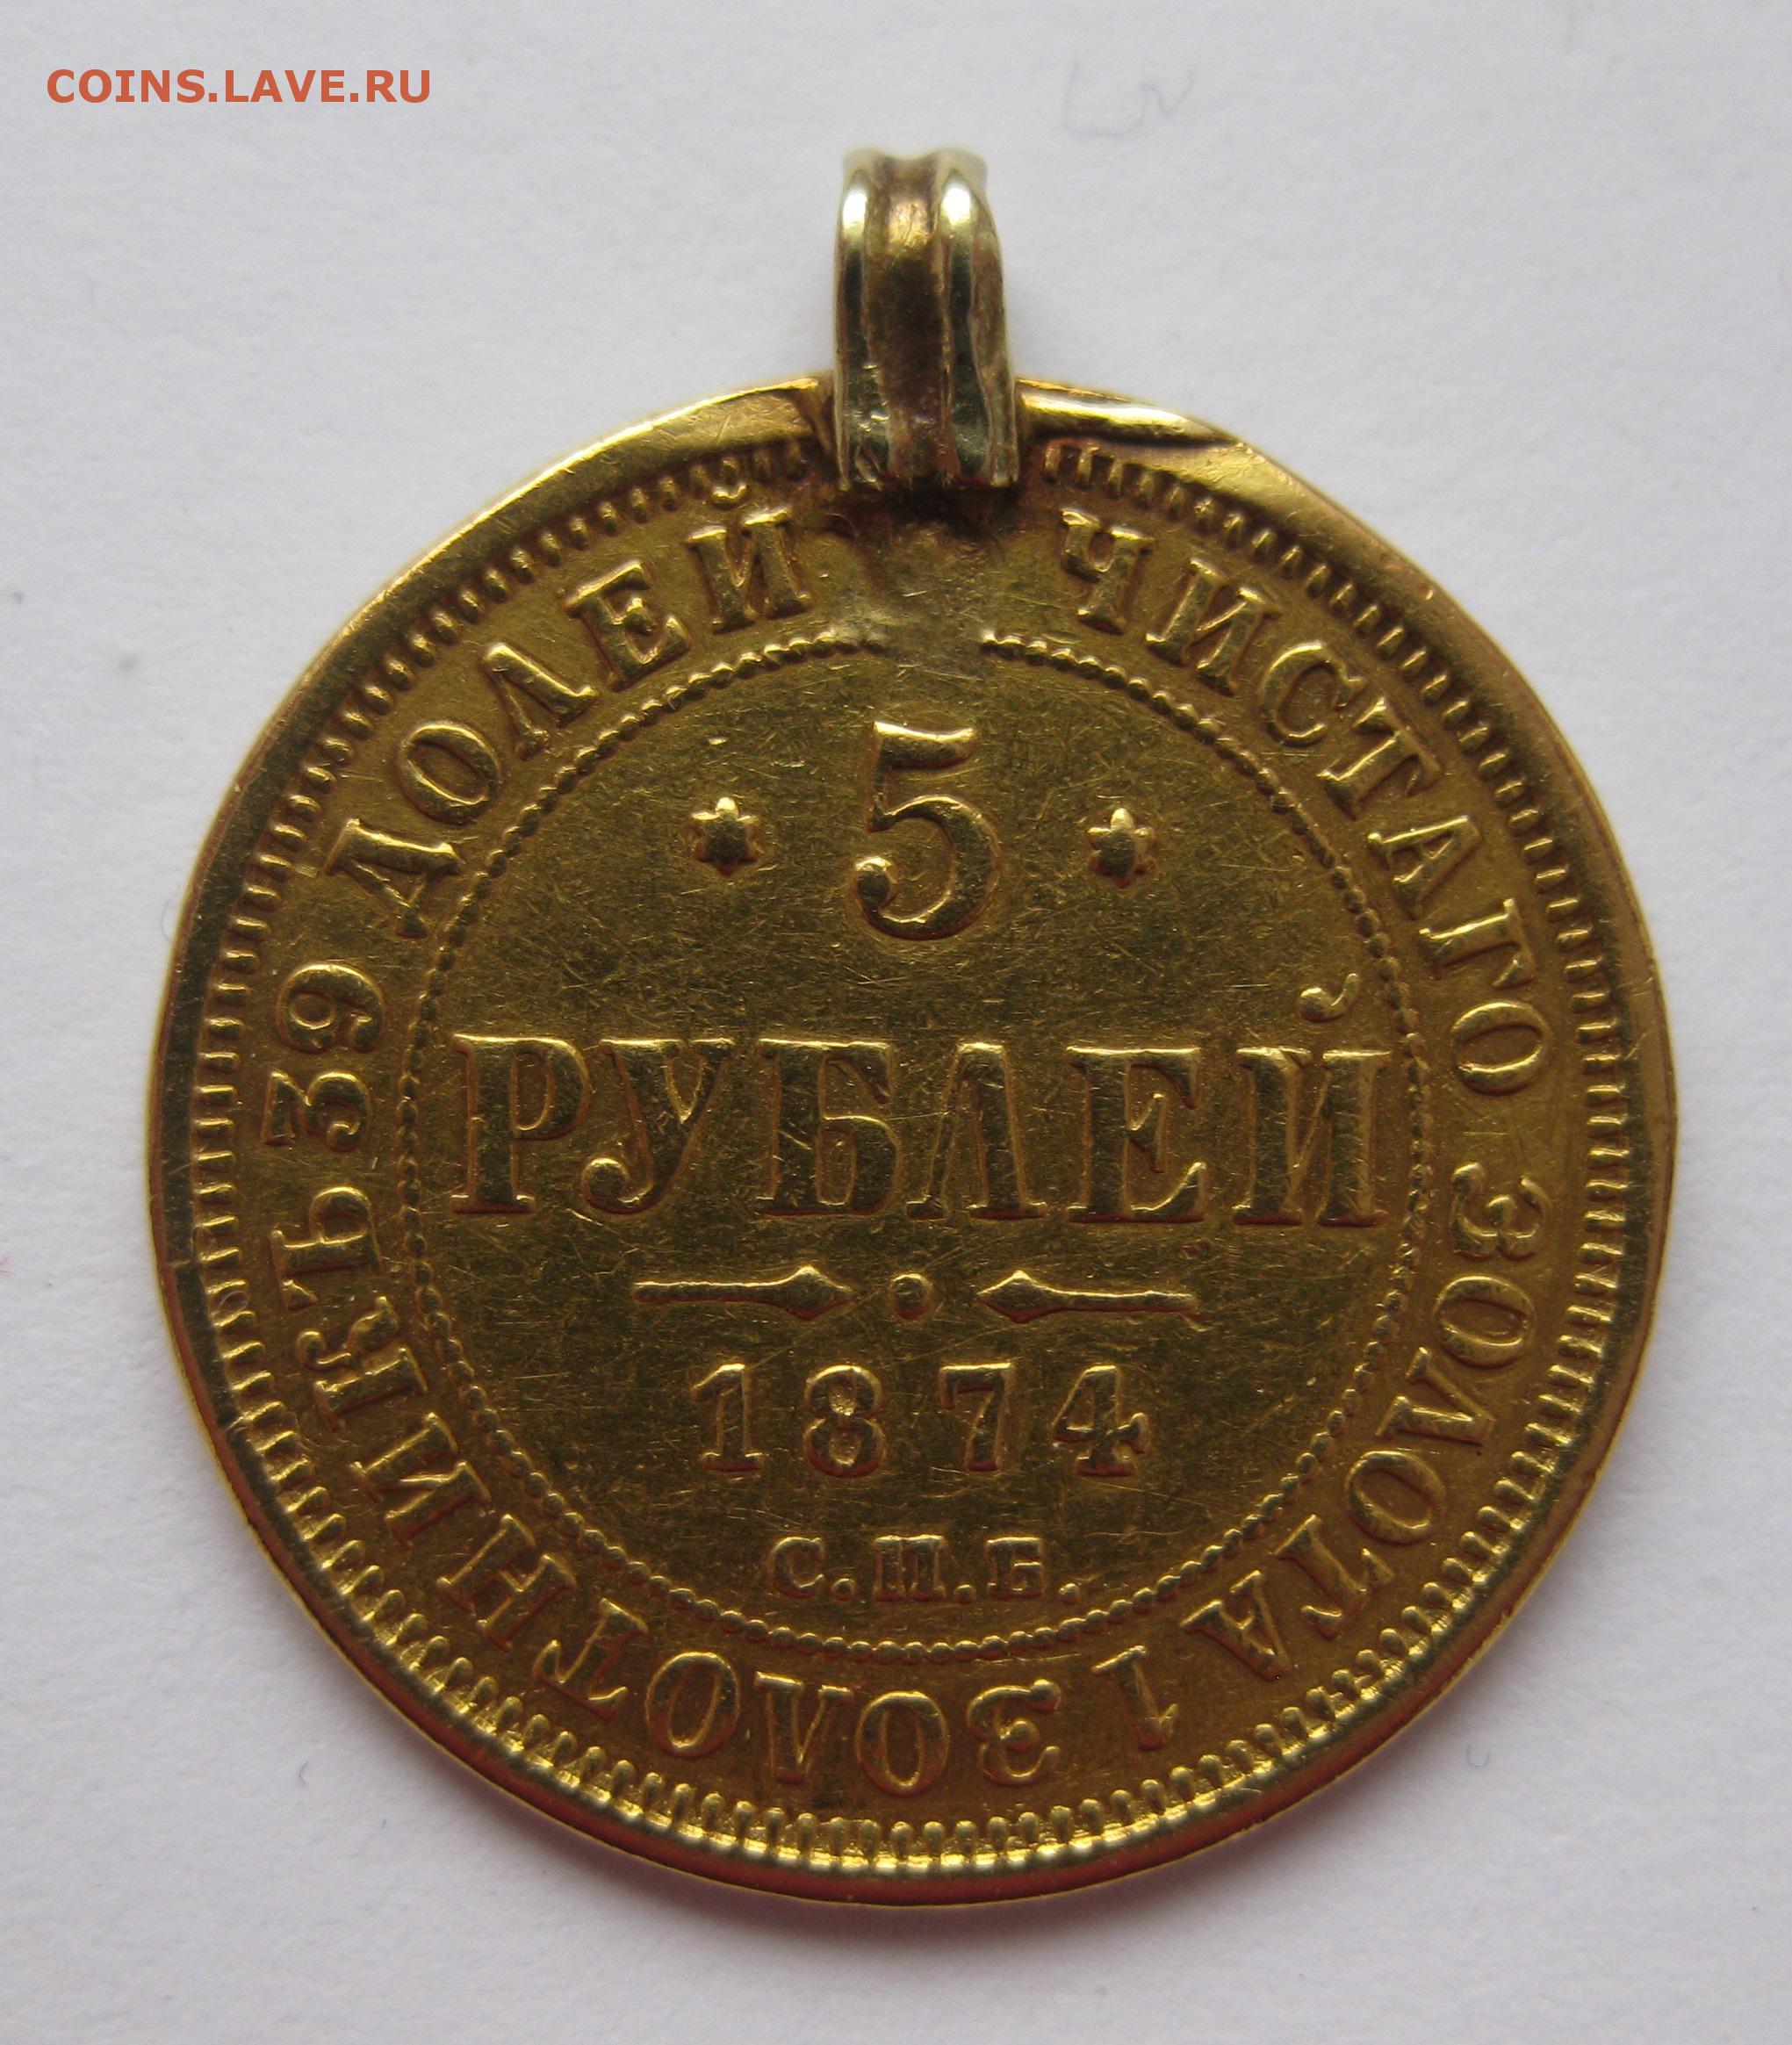 COINS.LAVE.RU
ЧИСТАГО ЗОЛОТА 1 ЗОЛОТНИКЪ 39 ДОЛЕЙ
* 5 *
РУБЛЕЙ
1874
С.П.Б.